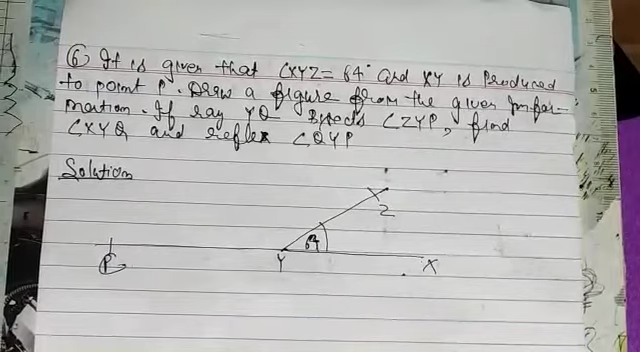 ⑥ It is given that ∠XYZ = 64° and XY is Produced
to point P. Draw a figure from the given infor-
mation. If ray YQ Bisects ∠ZYP, find
∠XYQ and reflex ∠QYP
Solution
Z
64
P
Y
X